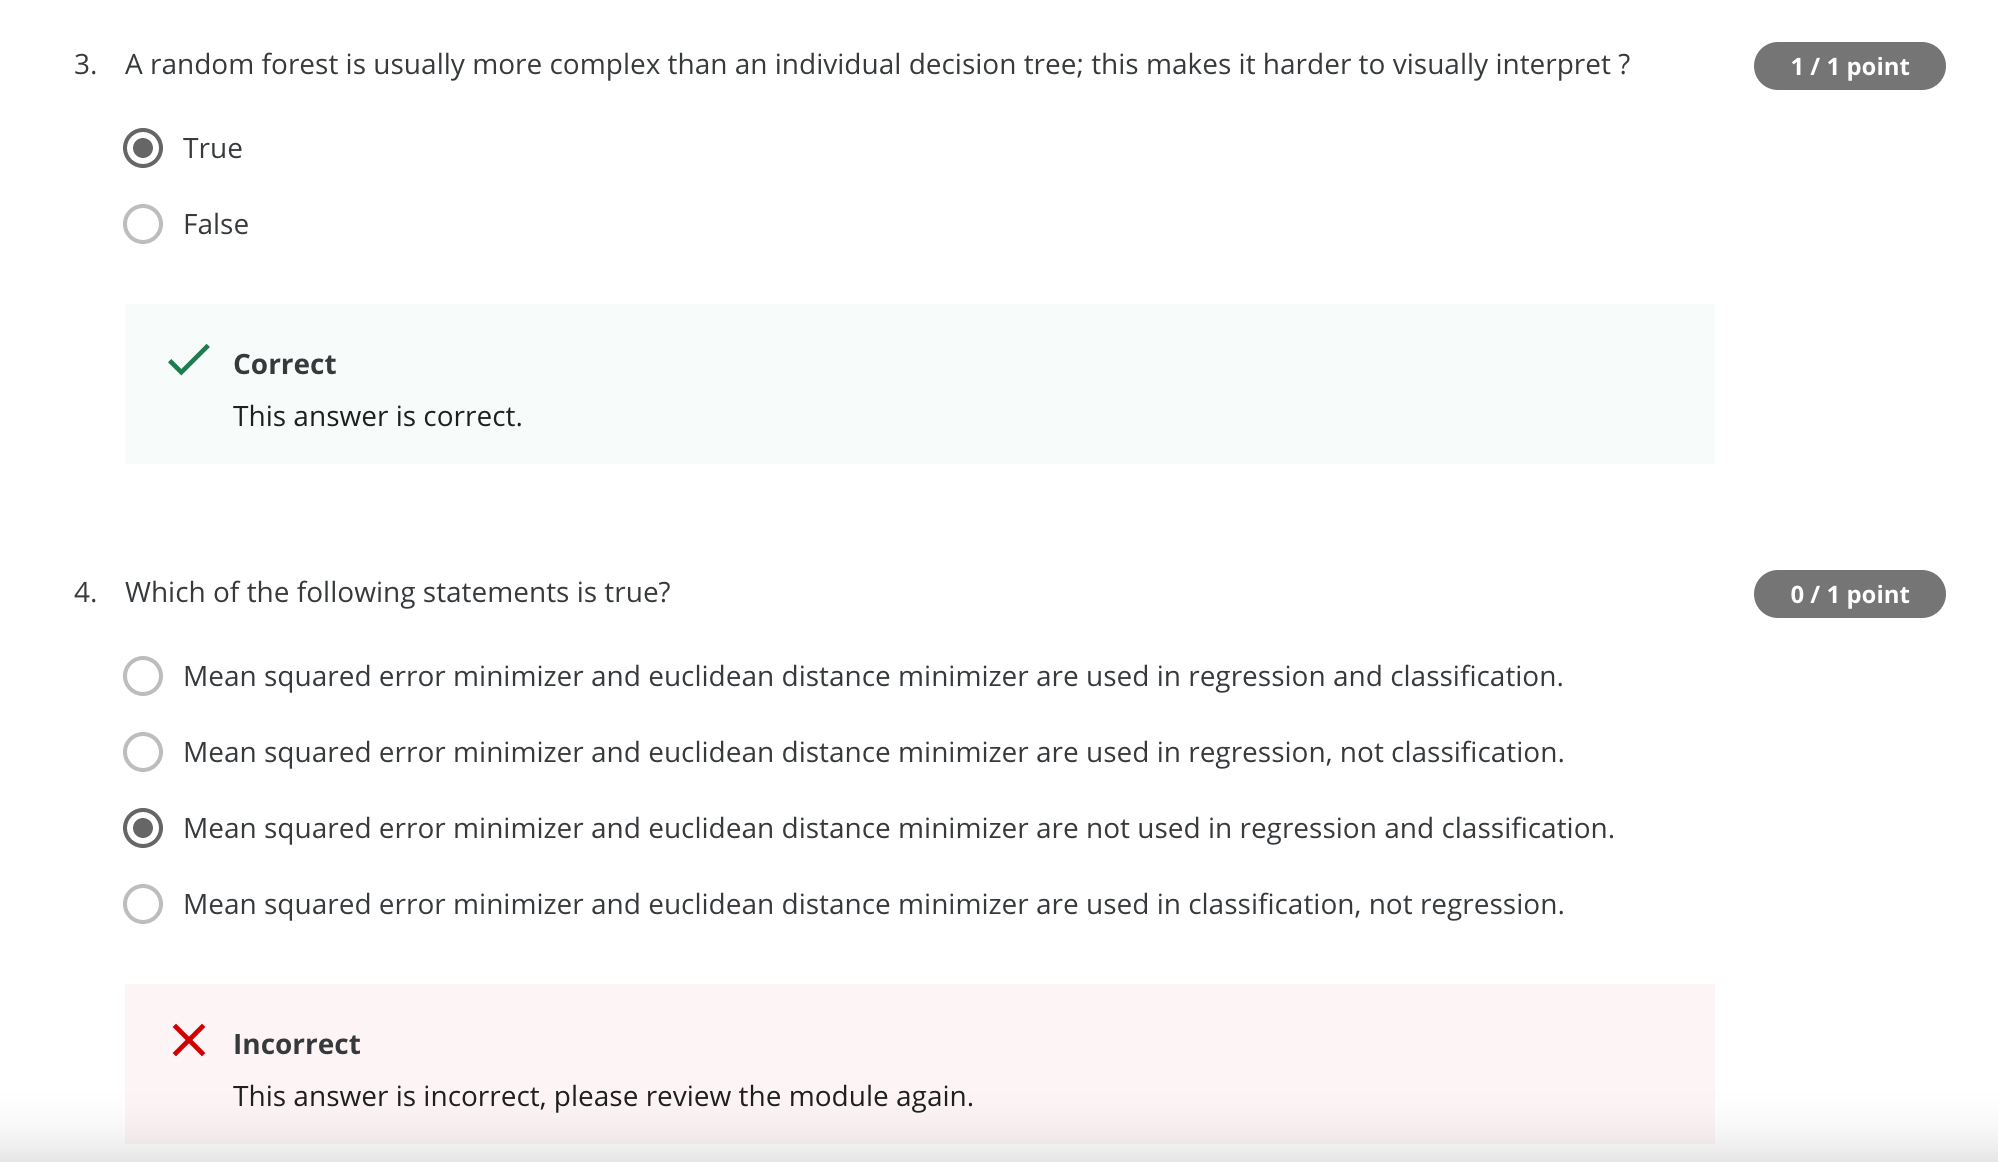 3. A random forest is usually more complex than an individual decision tree; this makes it harder to visually interpret ?
1 / 1 point
True
False
Correct
This answer is correct.
4. Which of the following statements is true?
0 / 1 point
Mean squared error minimizer and euclidean distance minimizer are used in regression and classification.
Mean squared error minimizer and euclidean distance minimizer are used in regression, not classification.
Mean squared error minimizer and euclidean distance minimizer are not used in regression and classification.
Mean squared error minimizer and euclidean distance minimizer are used in classification, not regression.
Incorrect
This answer is incorrect, please review the module again.